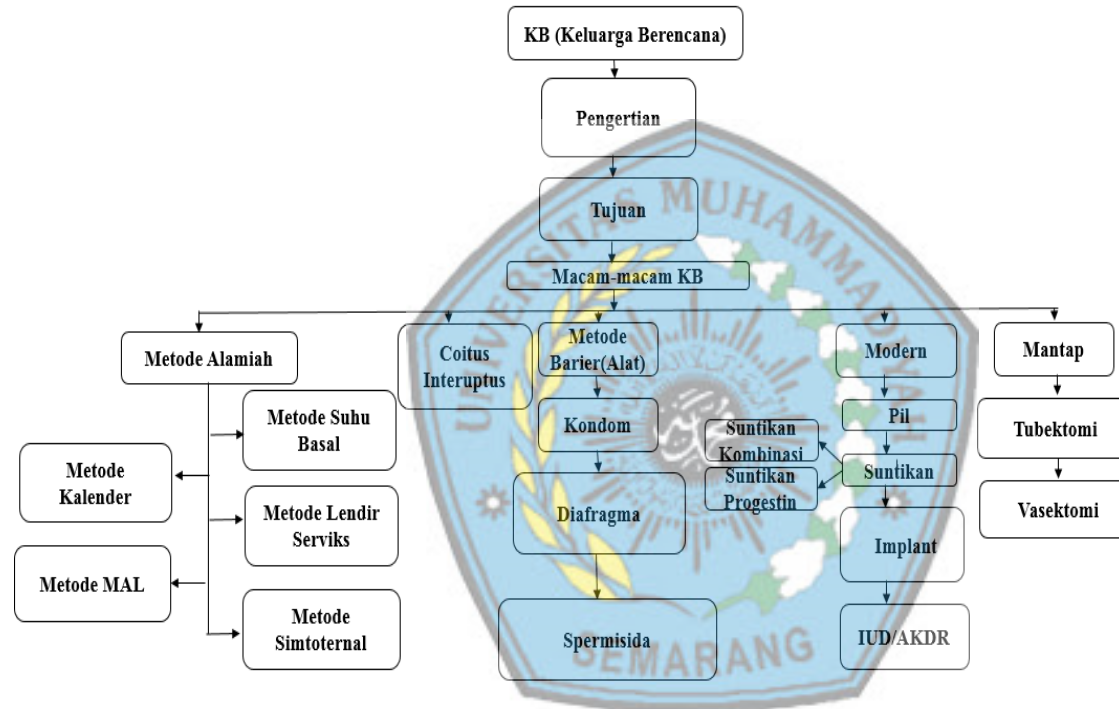 KB (Keluarga Berencana)
Pengertian
Tujuan
Macam-macam KB
Metode Alamiah
Metode Suhu
Basal
Metode
Kalender
Metode Lendir
Serviks
Metode MAL
Metode
Simtoternal
Coitus
Interuptus
Metode
Barier(Alat)
Kondom
Diafragma
Spermisida
Modern
Pil
Suntikan
Suntikan
Kombinasi
Suntikan
Progestin
Implant
IUD/AKDR
Mantap
Tubektomi
Vasektomi
UNIVERSITAS MUHAMMADIYAH
SEMARANG